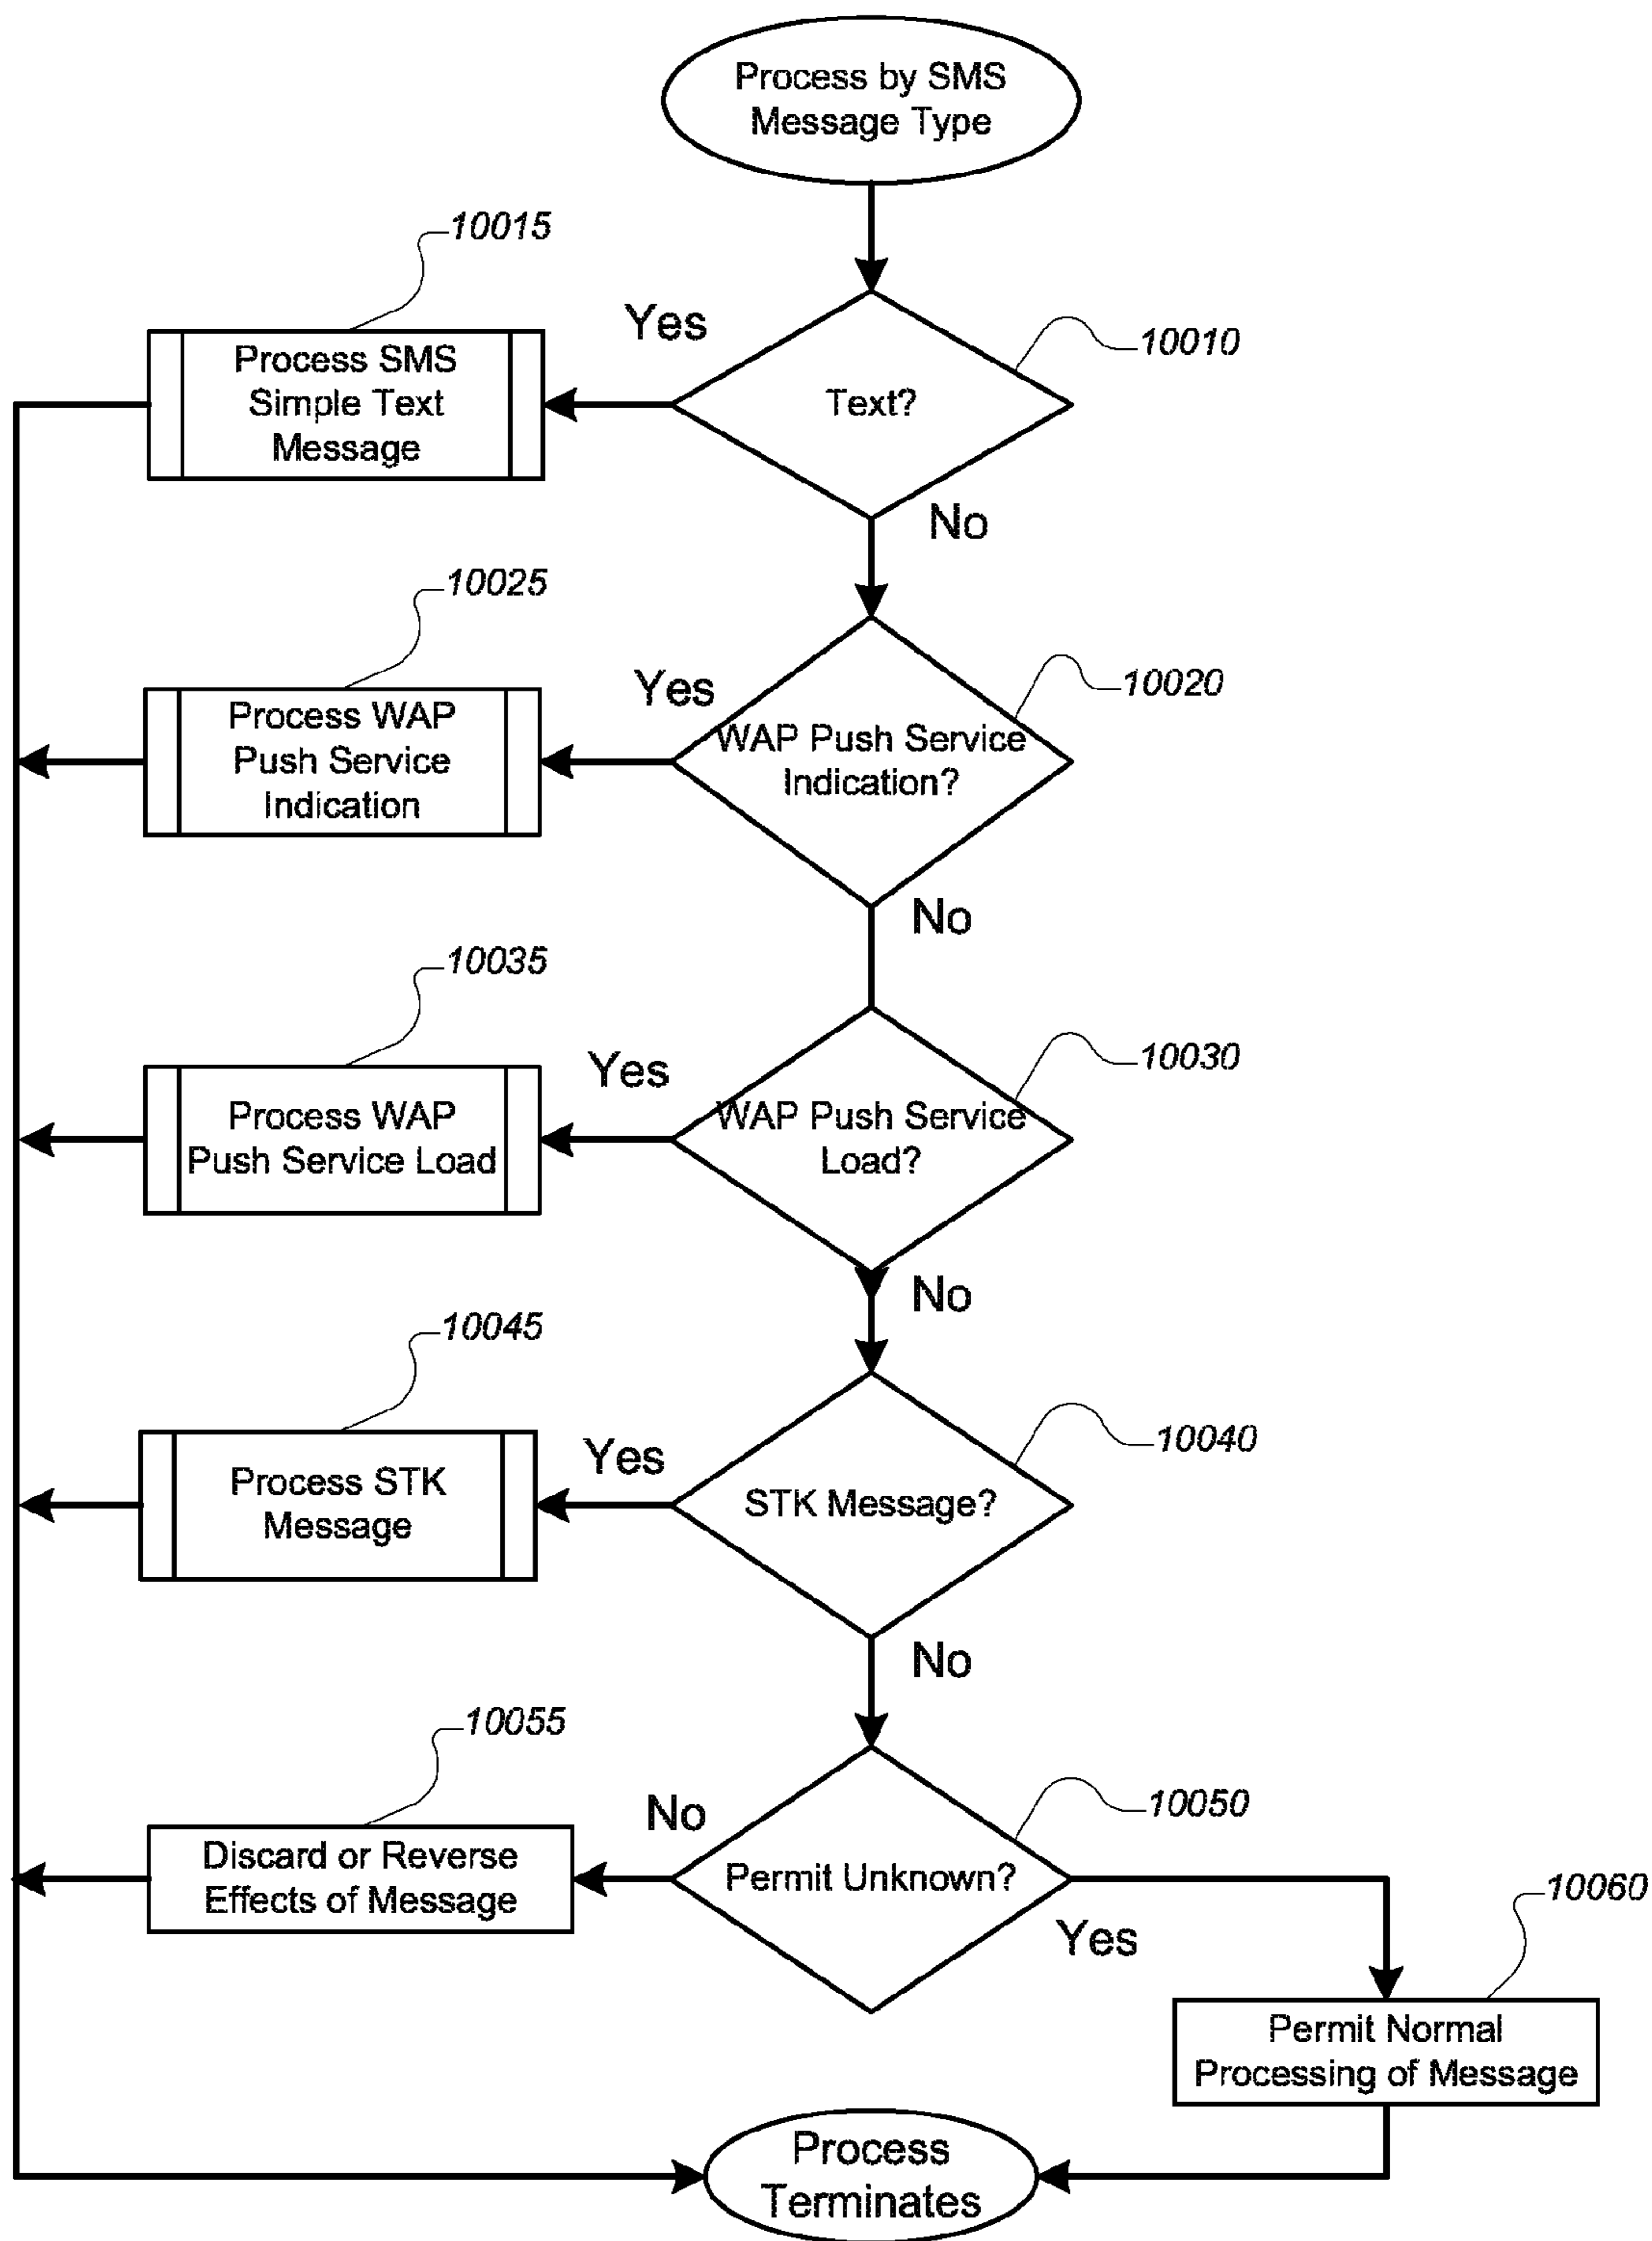 Process by SMS
Message Type
10015
Yes
10010
Process SMS
Simple Text
Message
Text?
No
10025
10020
Yes
Process WAP
Push Service
Indication
WAP Push Service
Indication?
No
10035
10030
Yes
Process WAP
Push Service Load
WAP Push Service
Load?
No
10045
10040
Yes
Process STK
Message
STK Message?
No
10055
10050
No
Discard or Reverse
Effects of Message
Permit Unknown?
10060
Yes
Permit Normal
Processing of Message
Process
Terminates